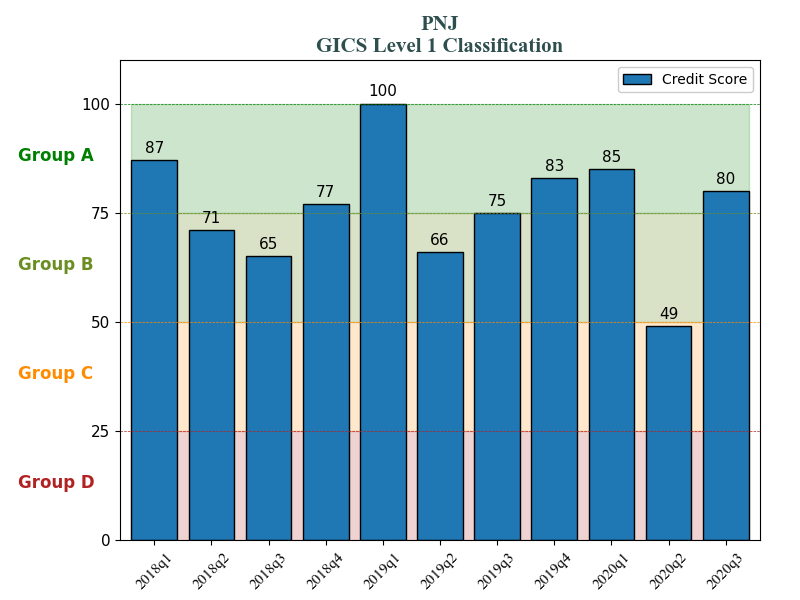 PNJ
GICS Level 1 Classification
Credit Score
100
75
50
25
0
Group A
Group B
Group C
Group D
87
71
65
77
100
66
75
83
85
49
80
2018q1
2018q2
2018q3
2018q4
2019q1
2019q2
2019q3
2019q4
2020q1
2020q2
2020q3